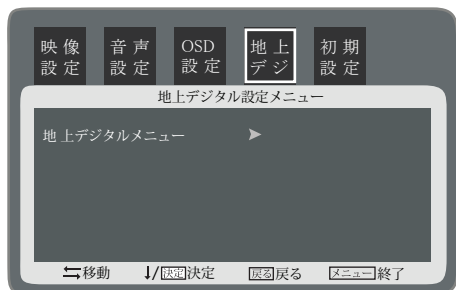 映像 音声 OSD 地上 初期
設定 設定 設定 デジ 設定
地上デジタル設定メニュー
地上デジタルメニュー ➤
⇆移動 ↓/決定決定 戻る戻る メニュー終了